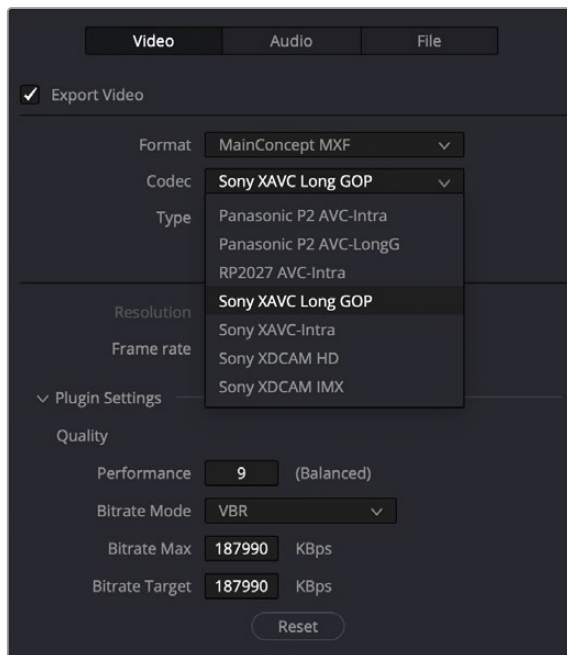 Video Audio File
Export Video
Format MainConcept MXF
Codec Sony XAVC Long GOP
Type
Panasonic P2 AVC-Intra
Panasonic P2 AVC-LongG
RP2027 AVC-Intra
Sony XAVC Long GOP
Sony XAVC-Intra
Sony XDCAM HD
Sony XDCAM IMX
Resolution
Frame rate
Plugin Settings
Quality
Performance 9 (Balanced)
Bitrate Mode VBR
Bitrate Max 187990 KBps
Bitrate Target 187990 KBps
Reset